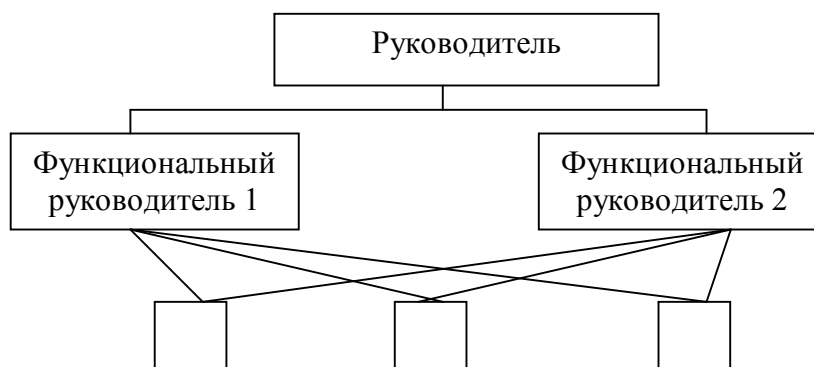 Руководитель
Функциональный
руководитель 1
Функциональный
руководитель 2